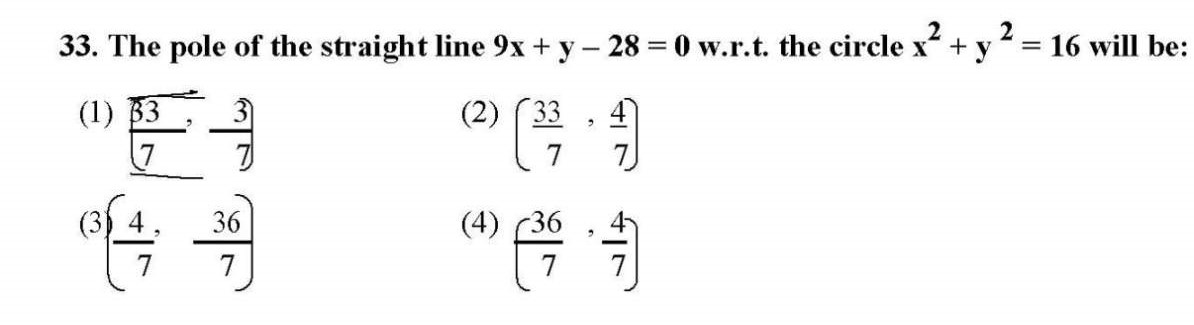 33. The pole of the straight line 9x + y – 28 = 0 w.r.t. the circle x² + y² = 16 will be:
(1) (33/7, 3/7) (2) (33/7, 4/7)
(3) (4/7, 36/7) (4) (36/7, 4/7)